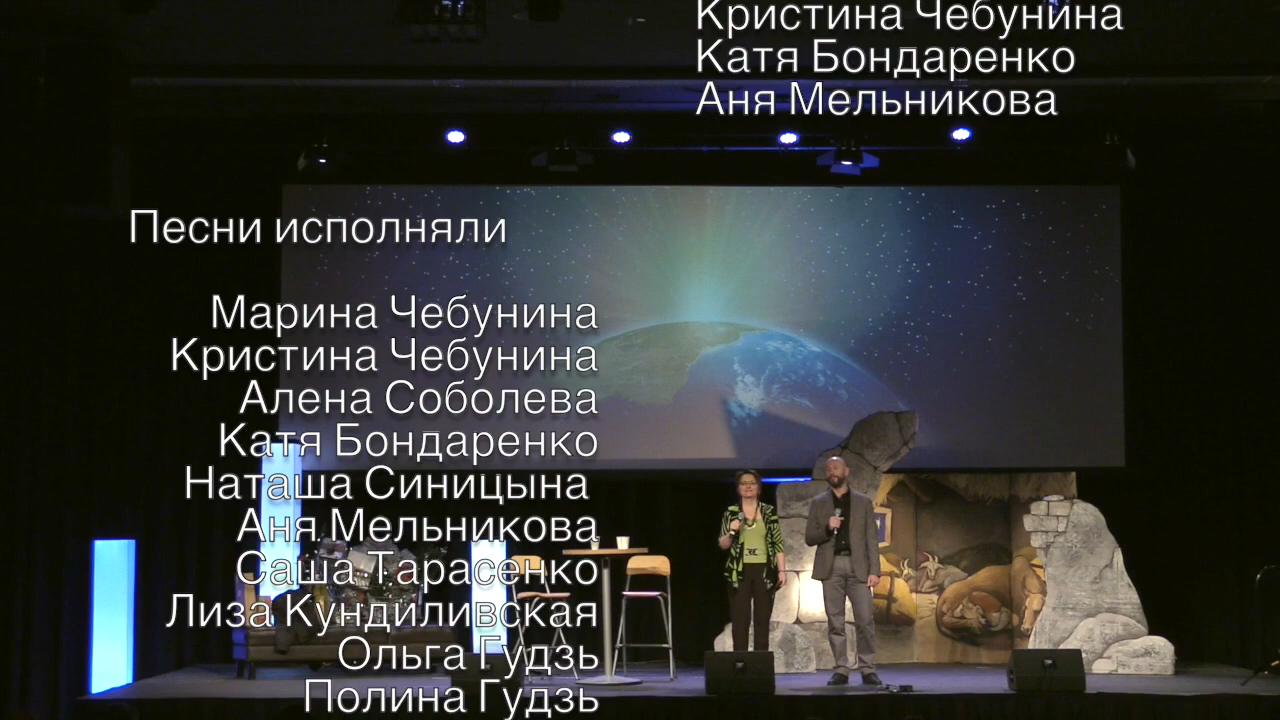 Кристина Чебунина
Катя Бондаренко
Аня Мельникова
Песни исполняли
Марина Чебунина
Кристина Чебунина
Алена Соболева
Катя Бондаренко
Наташа Синицына
Аня Мельникова
Саша Тарасенко
Лиза Кундиливская
Ольга Гудзь
Полина Гудзь